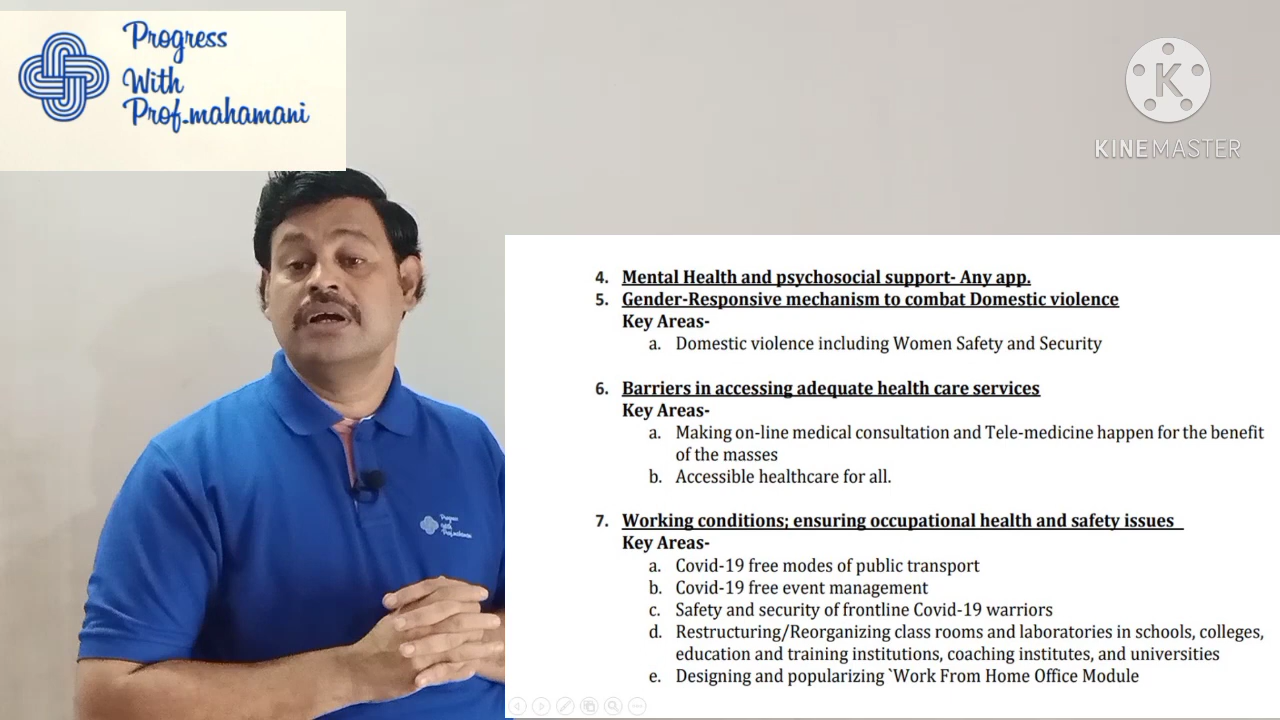 Progress
With
Prof.mahamani
KINEMASTER
Progress
With
Prof.mahamani
4. Mental Health and psychosocial support- Any app.
5. Gender-Responsive mechanism to combat Domestic violence
Key Areas-
a. Domestic violence including Women Safety and Security
6. Barriers in accessing adequate health care services
Key Areas-
a. Making on-line medical consultation and Tele-medicine happen for the benefit
of the masses
b. Accessible healthcare for all.
7. Working conditions; ensuring occupational health and safety issues
Key Areas-
a. Covid-19 free modes of public transport
b. Covid-19 free event management
c. Safety and security of frontline Covid-19 warriors
d. Restructuring/Reorganizing class rooms and laboratories in schools, colleges,
education and training institutions, coaching institutes, and universities
e. Designing and popularizing `Work From Home Office Module